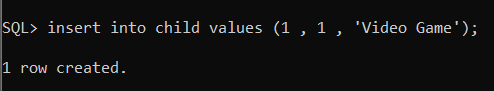 SQL> insert into child values (1 , 1 , 'Video Game');
1 row created.